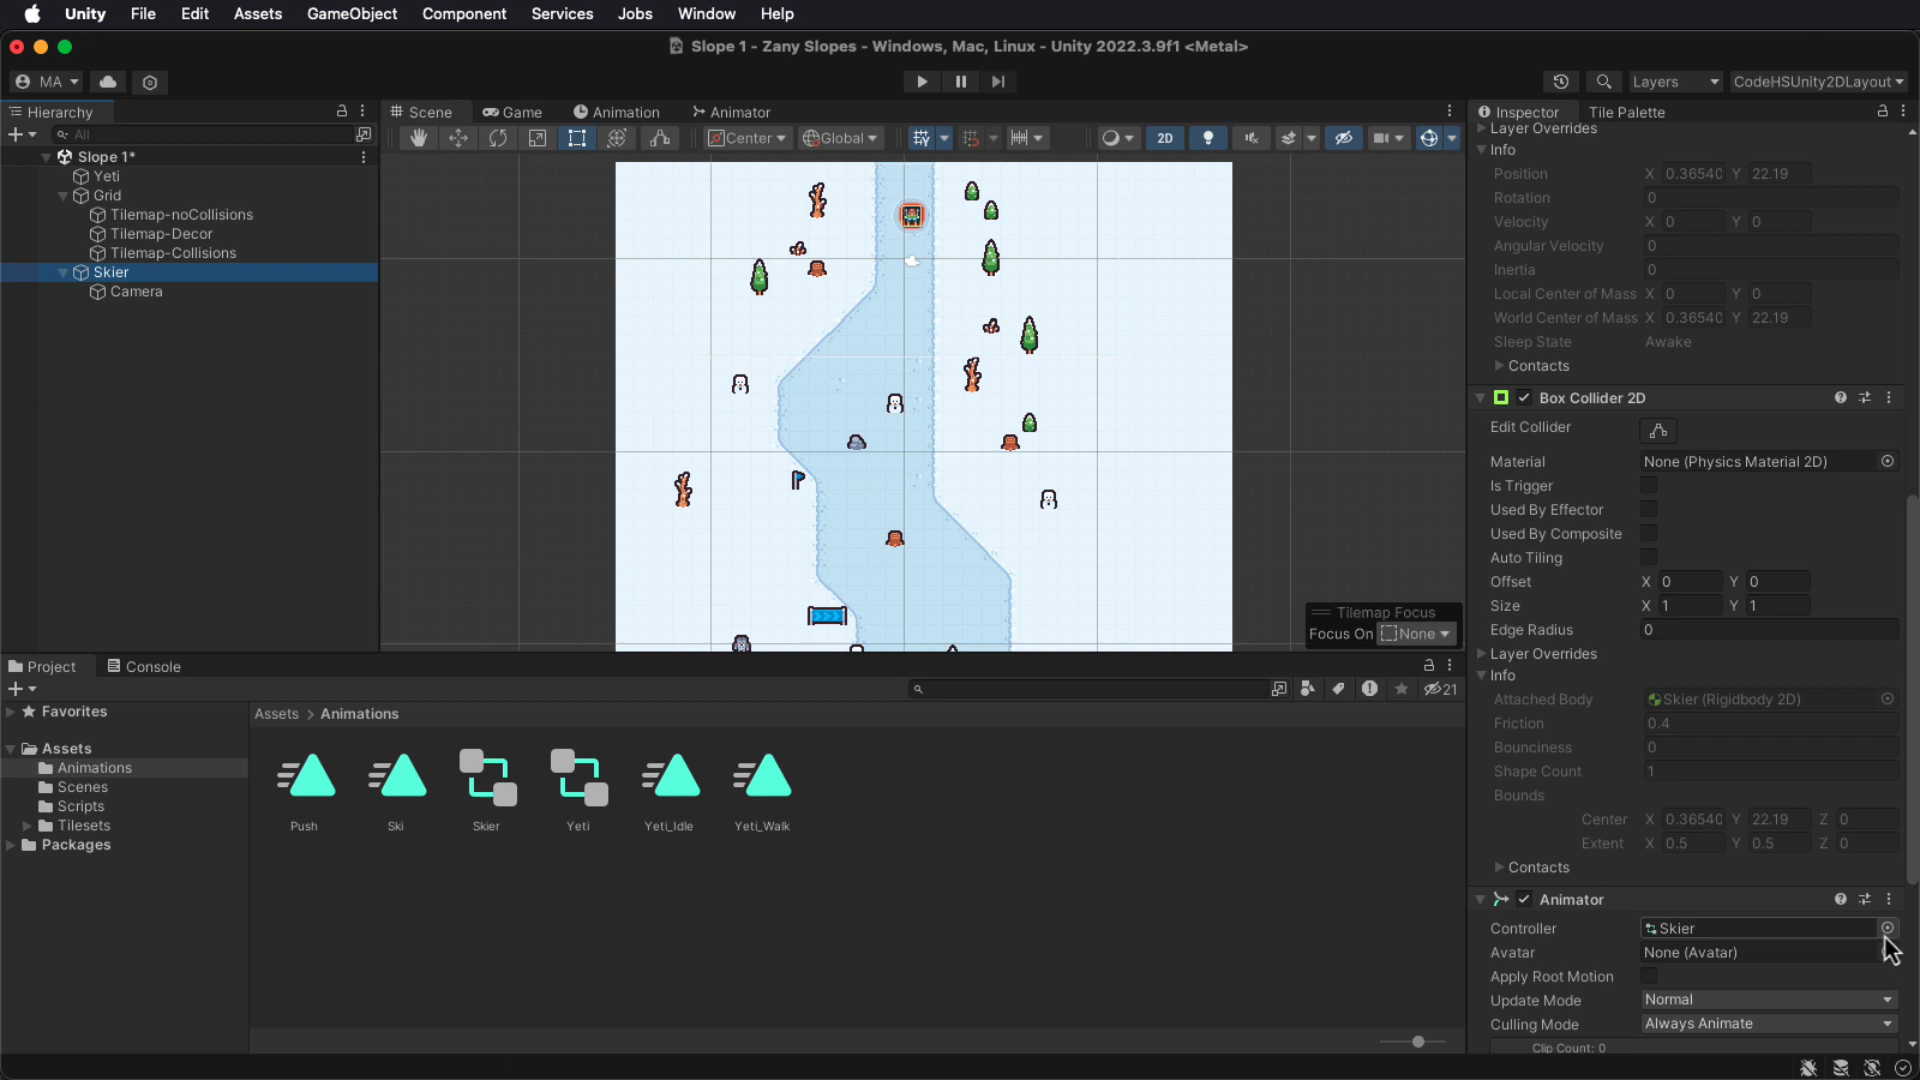 Unity File Edit Assets GameObject Component Services Jobs Window Help
Slope 1 - Zany Slopes - Windows, Mac, Linux - Unity 2022.3.9f1 <Metal>
MA
Layers CodeHSUnity2DLayout
Hierarchy
All
Slope 1*
Yeti
Grid
Tilemap-noCollisions
Tilemap-Decor
Tilemap-Collisions
Skier
Camera
Scene Game Animation Animator
Center Global 2D
Tilemap Focus
Focus On None
Project Console
21
Favorites
Assets
Animations
Scenes
Scripts
Tilesets
Packages
Assets > Animations
Push Ski Skier Yeti Yeti_Idle Yeti_Walk
Inspector Tile Palette
Layer Overrides
Info
Position X 0.3654 Y 22.19
Rotation 0
Velocity X 0 Y 0
Angular Velocity 0
Inertia 0
Local Center of Mass X 0 Y 0
World Center of Mass X 0.3654 Y 22.19
Sleep State Awake
Contacts
Box Collider 2D
Edit Collider
Material None (Physics Material 2D)
Is Trigger
Used By Effector
Used By Composite
Auto Tiling
Offset X 0 Y 0
Size X 1 Y 1
Edge Radius 0
Layer Overrides
Info
Attached Body Skier (Rigidbody 2D)
Friction 0.4
Bounciness 0
Shape Count 1
Bounds
Center X 0.3654 Y 22.19 Z 0
Extent X 0.5 Y 0.5 Z 0
Contacts
Animator
Controller Skier
Avatar None (Avatar)
Apply Root Motion
Update Mode Normal
Culling Mode Always Animate
Clip Count: 0